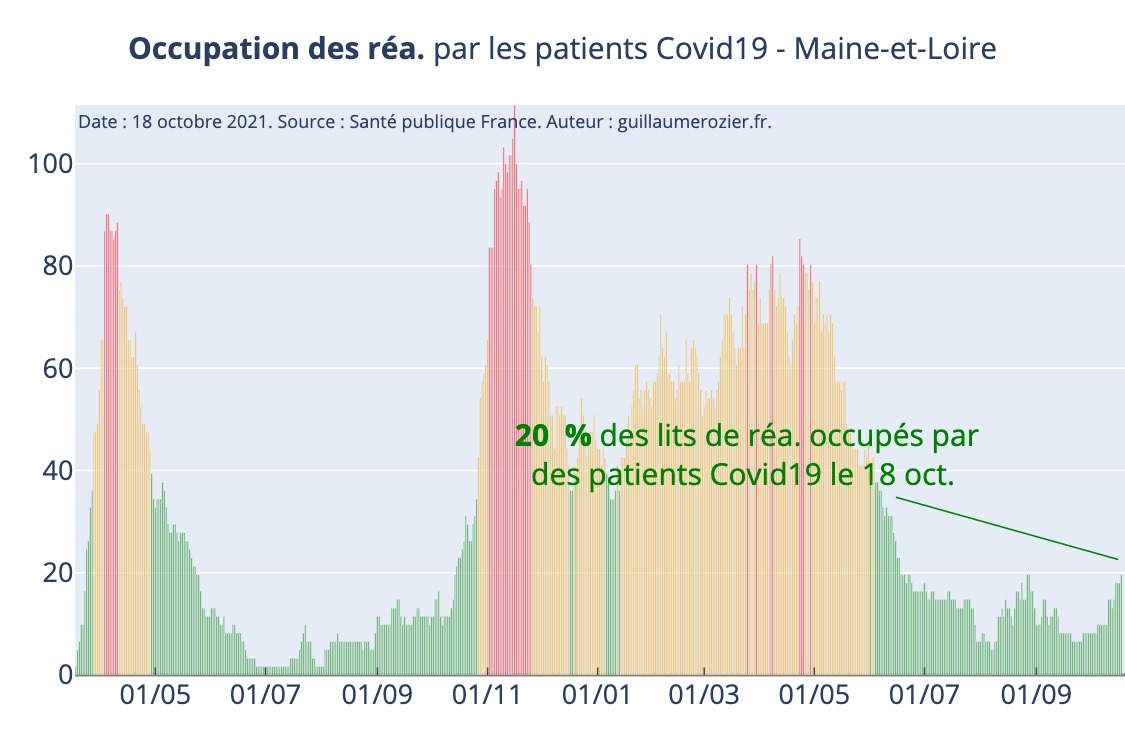 Occupation des réa. par les patients Covid19 - Maine-et-Loire
Date : 18 octobre 2021. Source : Santé publique France. Auteur : guillaumerozier.fr.
100
80
60
40
20
0
20 % des lits de réa. occupés par
des patients Covid19 le 18 oct.
01/05 01/07 01/09 01/11 01/01 01/03 01/05 01/07 01/09